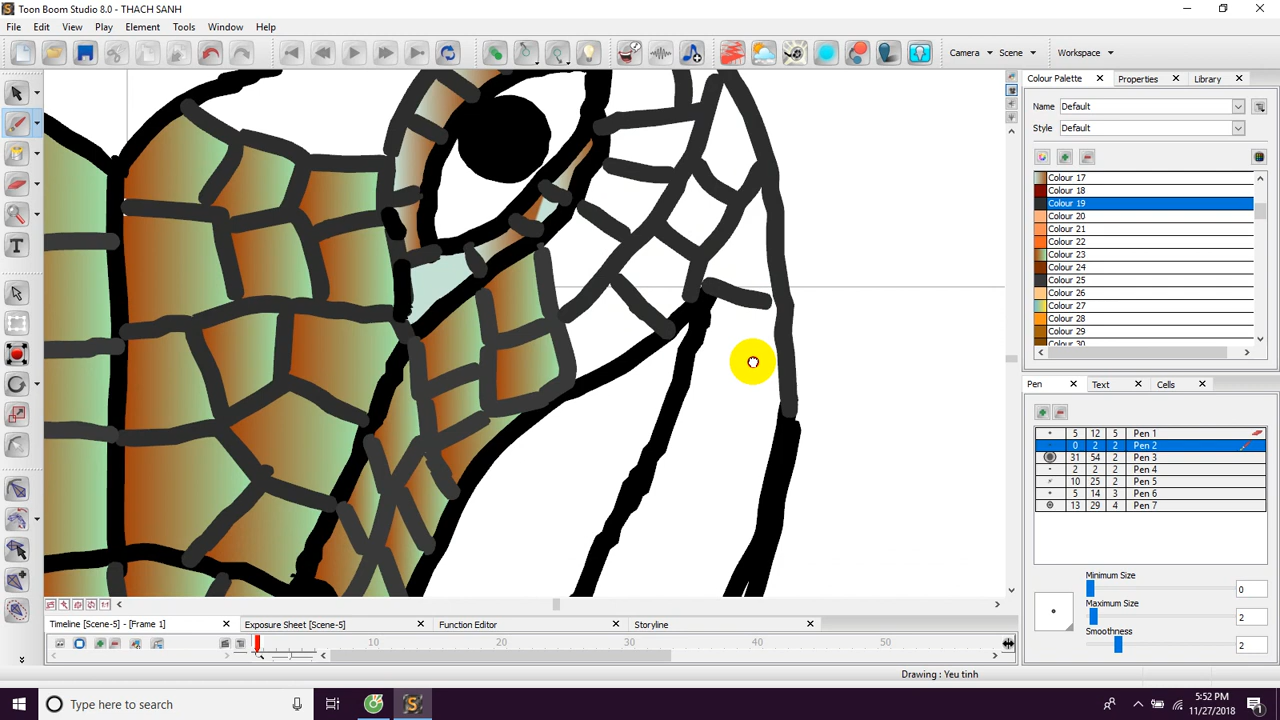 Toon Boom Studio 8.0 - THACH SANH
File Edit View Play Element Tools Window Help
Camera Scene Workspace
Colour Palette Properties Library
Name Default
Style Default
Colour 17
Colour 18
Colour 19
Colour 20
Colour 21
Colour 22
Colour 23
Colour 24
Colour 25
Colour 26
Colour 27
Colour 28
Colour 29
Colour 30
Pen Text Cells
5 12 5 Pen 1
0 2 2 Pen 2
31 54 2 Pen 3
2 2 2 Pen 4
10 25 2 Pen 5
5 14 3 Pen 6
13 29 4 Pen 7
Minimum Size
0
Maximum Size
2
Smoothness
2
Timeline [Scene-5] - [Frame 1] Exposure Sheet [Scene-5] Function Editor Storyline
10 20 30 40 50
Drawing : Yeu tinh
Type here to search
5:52 PM
11/27/2018